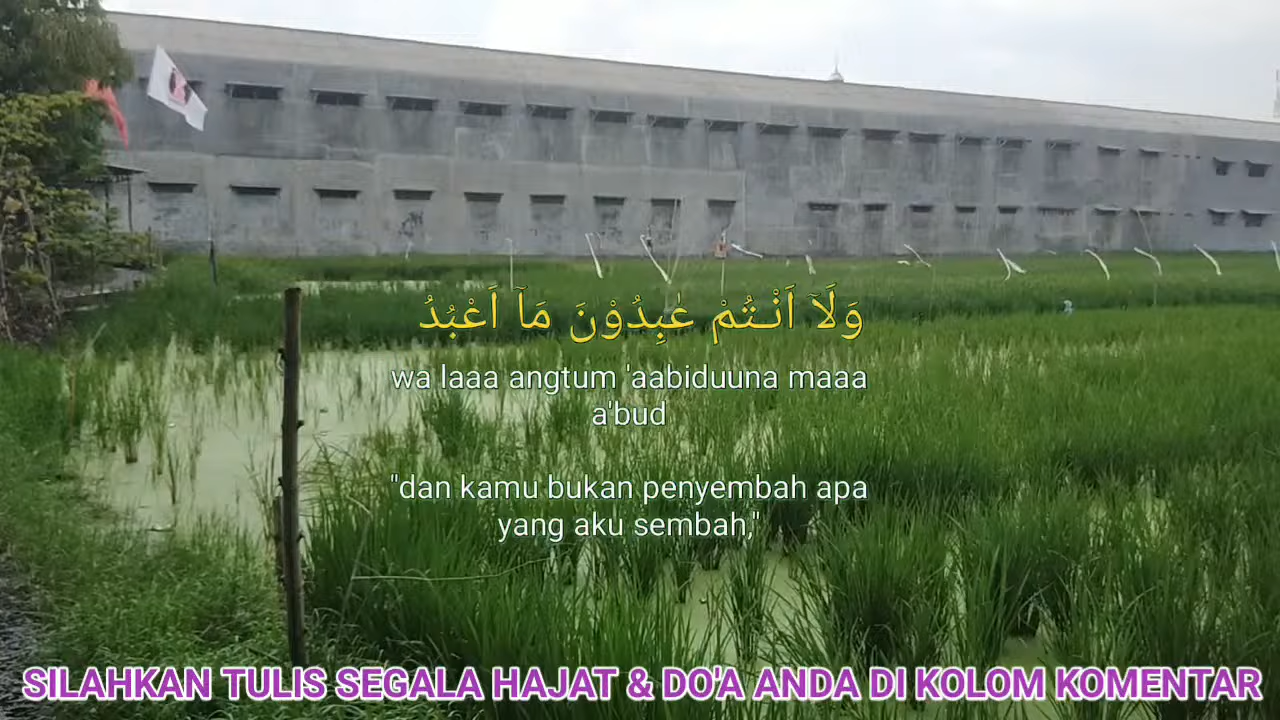 وَلَآ اَنْـتُمْ عٰبِدُوْنَ مَآ اَعْبُدُ
wa laaa angtum 'aabiduuna maaa
a'bud
"dan kamu bukan penyembah apa
yang aku sembah,"
SILAHKAN TULIS SEGALA HAJAT & DO'A ANDA DI KOLOM KOMENTAR